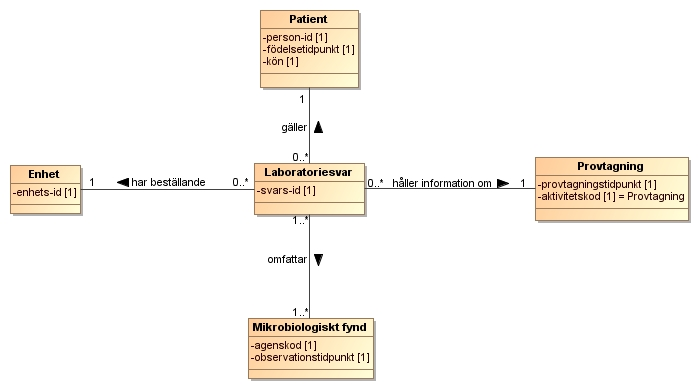 Patient
-person-id [1]
-födelsetidpunkt [1]
-kön [1]
1
gäller
0..*
Enhet
-enhets-id [1]
1
har beställande
0..*
Laboratoriesvar
-svars-id [1]
0..*
håller information om
1
Provtagning
-provtagningstidpunkt [1]
-aktivitetskod [1] = Provtagning
1..*
omfattar
1..*
Mikrobiologiskt fynd
-agenskod [1]
-observationstidpunkt [1]